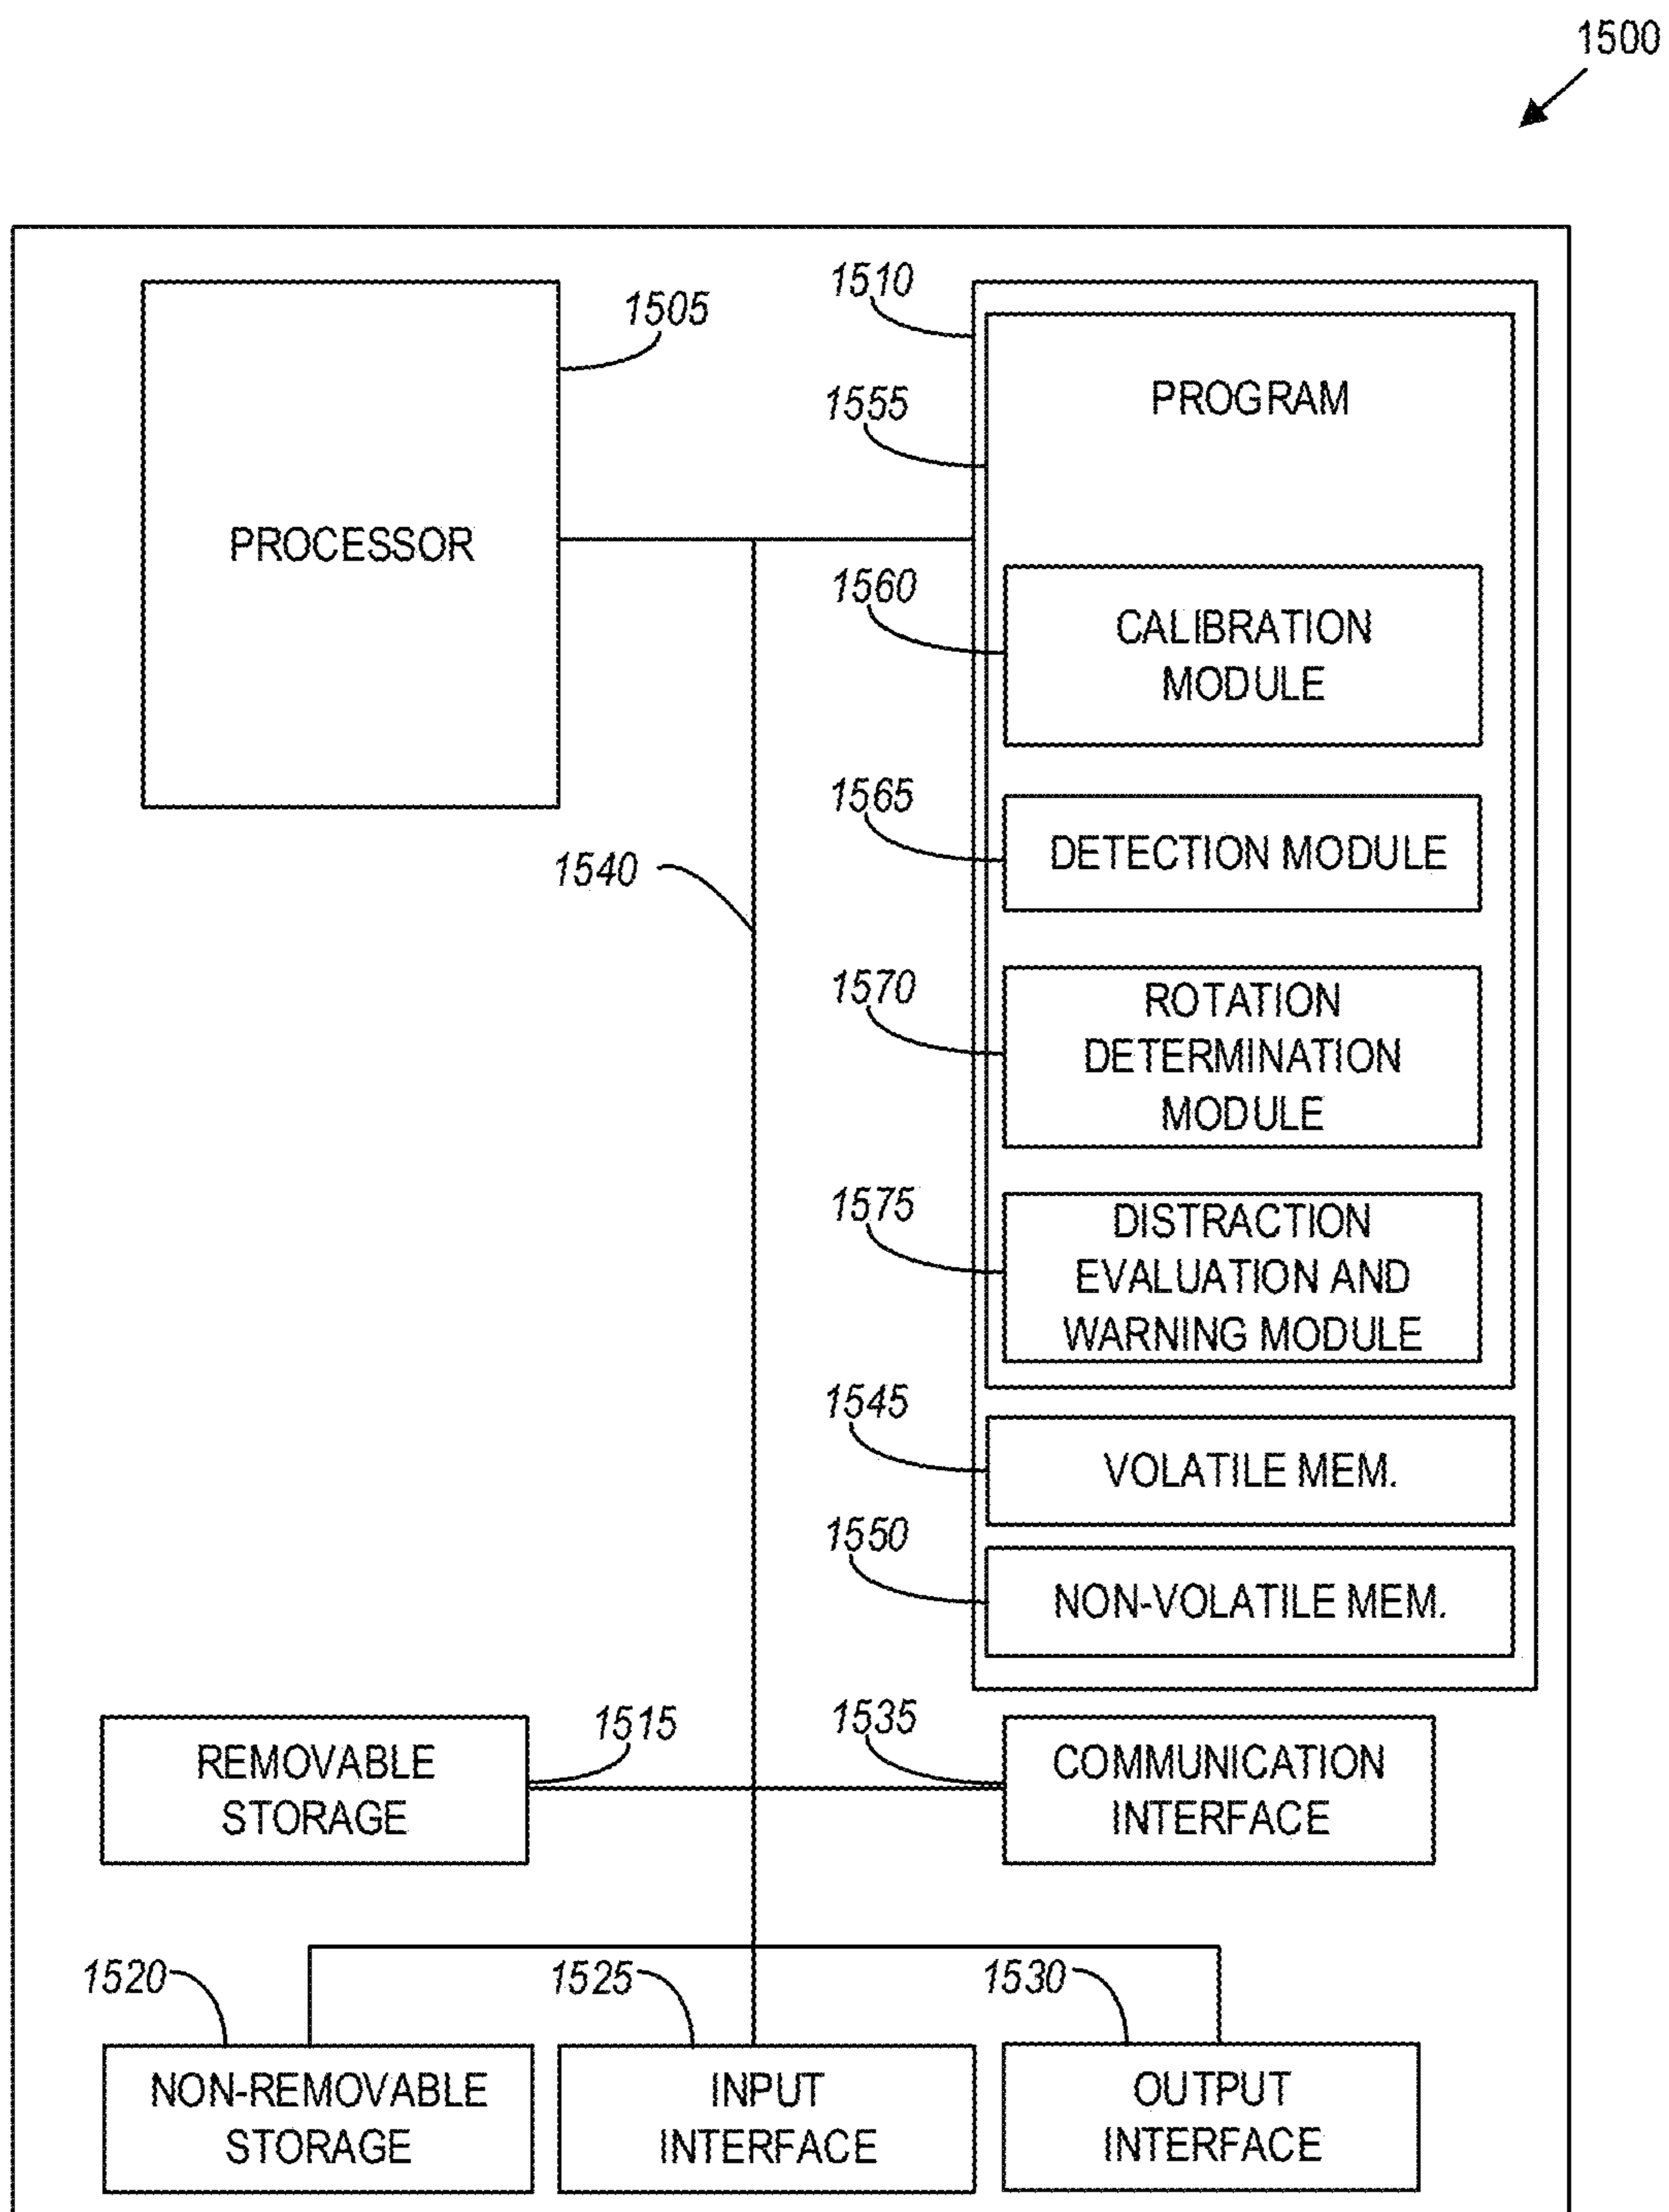 1500
1510
1505
1555
PROGRAM
PROCESSOR
1560
CALIBRATION
MODULE
1565
DETECTION MODULE
1540
1570
ROTATION
DETERMINATION
MODULE
1575
DISTRACTION
EVALUATION AND
WARNING MODULE
1545
VOLATILE MEM.
1550
NON-VOLATILE MEM.
1515
1535
REMOVABLE
STORAGE
COMMUNICATION
INTERFACE
1520
1525
1530
NON-REMOVABLE
STORAGE
INPUT
INTERFACE
OUTPUT
INTERFACE